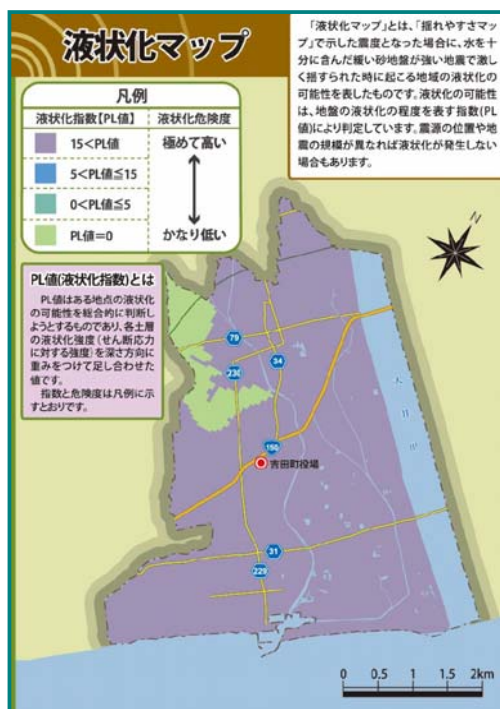 液状化マップ
「液状化マップ」とは、「揺れやすさマ
ップ」で示した震度となった場合に、水を十
分に含んだ緩い砂地盤が強い地震で激し
く揺すられた時に起こる地域の液状化の
可能性を表したものです。液状化の可能性
は、地盤の液状化の程度を表す指数(PL
値)により判定しています。震源の位置や地
震の規模が異なれば液状化が発生しない
場合もあります。
凡例
液状化指数【PL値】 液状化危険度
15<PL値 極めて高い
5<PL値≦15
0<PL値≦5
PL値=0 かなり低い
N
PL値(液状化指数)とは
PL値はある地点の液状化
の可能性を総合的に判断し
ようとするものであり、各土層
の液状化強度(せん断応力
に対する強度)を深さ方向に
重みをつけて足し合わせた
値です。
指数と危険度は凡例に示
すとおりです。
79
34
230
大井川
150
吉田町役場
31
229
0 0.5 1 1.5 2km